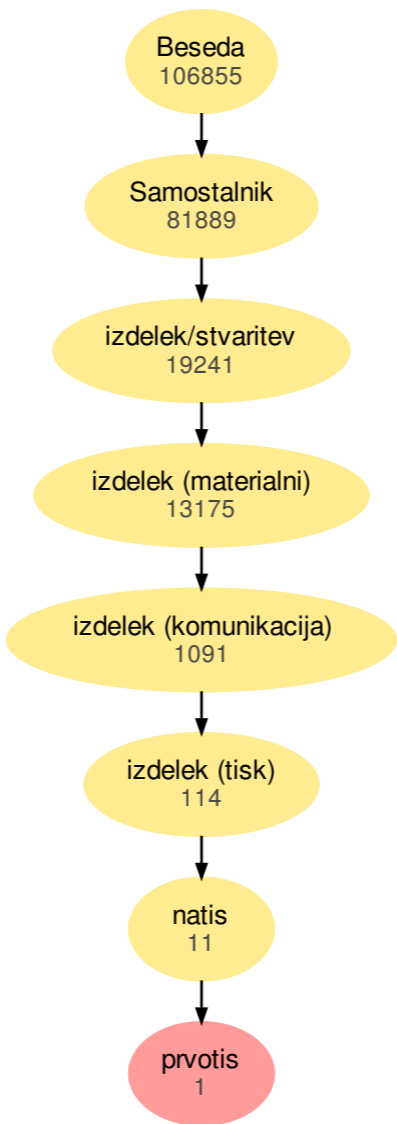 Beseda
106855
Samostalnik
81889
izdelek/stvaritev
19241
izdelek (materialni)
13175
izdelek (komunikacija)
1091
izdelek (tisk)
114
natis
11
prvotis
1